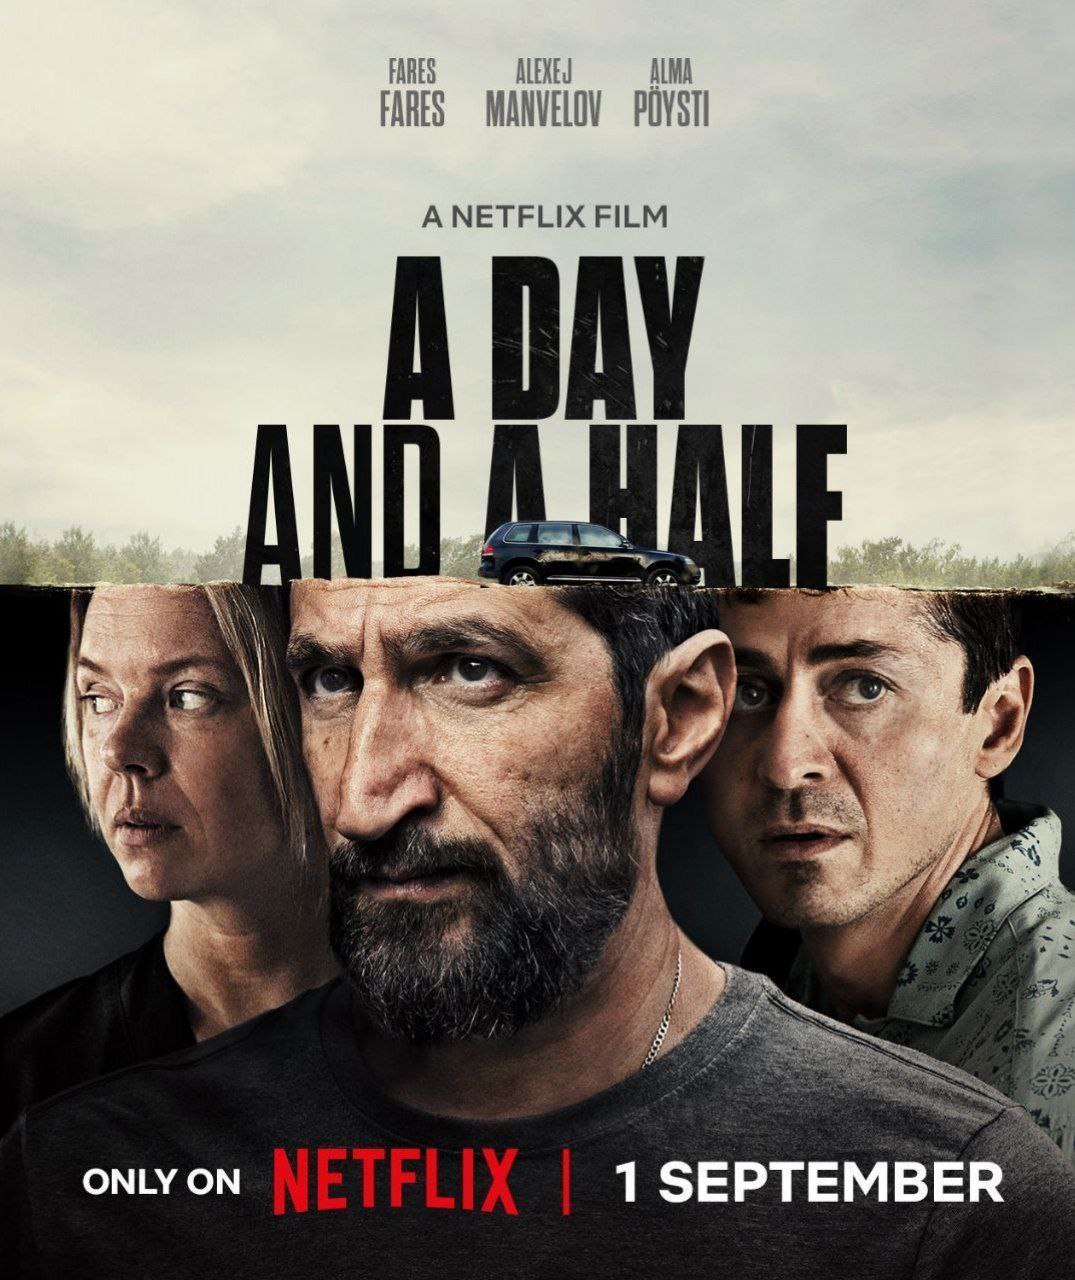 FARES ALEXEJ ALMA
FARES MANVELOV PÖYSTI
A NETFLIX FILM
A DAY
AND A HALF
ONLY ON NETFLIX | 1 SEPTEMBER